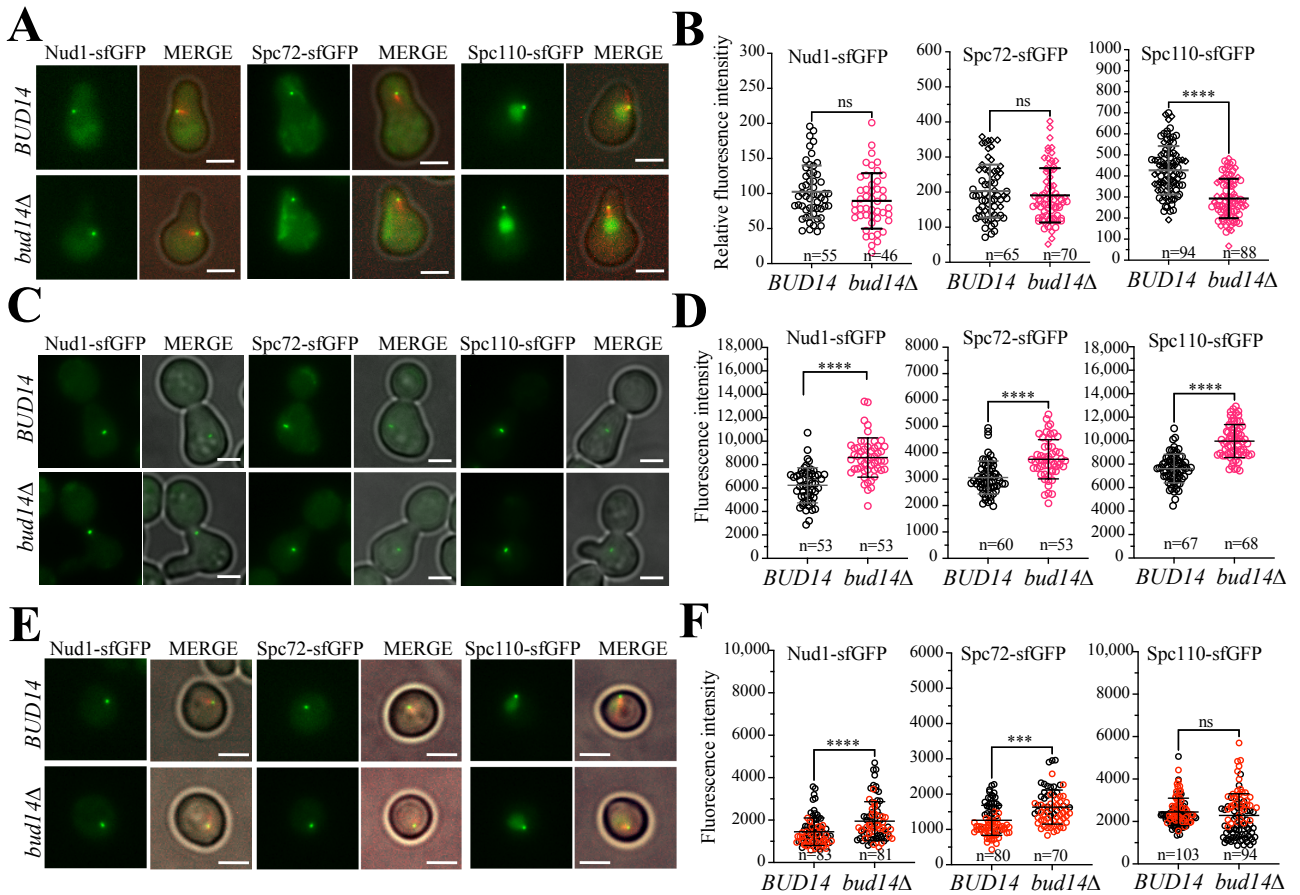 A
Nud1-sfGFP MERGE Spc72-sfGFP MERGE Spc110-sfGFP MERGE
BUD14
bud14Δ
B
Relative fluorescence intensitiy
Nud1-sfGFP
300
250
200
150
100
50
0
ns
n=55 n=46
BUD14 bud14Δ
Spc72-sfGFP
600
500
400
300
200
100
0
ns
n=65 n=70
BUD14 bud14Δ
Spc110-sfGFP
1000
900
800
700
600
500
400
300
200
100
0
****
n=94 n=88
BUD14 bud14Δ
C
Nud1-sfGFP MERGE Spc72-sfGFP MERGE Spc110-sfGFP MERGE
BUD14
bud14Δ
D
Fluorescence intensity
Nud1-sfGFP
18,000
16,000
14,000
12,000
10,000
8000
6000
4000
2000
0
****
n=53 n=53
BUD14 bud14Δ
Spc72-sfGFP
8000
7000
6000
5000
4000
3000
2000
1000
0
****
n=60 n=53
BUD14 bud14Δ
Spc110-sfGFP
18,000
16,000
14,000
12,000
10,000
8000
6000
4000
2000
0
****
n=67 n=68
BUD14 bud14Δ
E
Nud1-sfGFP MERGE Spc72-sfGFP MERGE Spc110-sfGFP MERGE
BUD14
bud14Δ
F
Fluorescence intensity
Nud1-sfGFP
10,000
8000
6000
4000
2000
0
****
n=83 n=81
BUD14 bud14Δ
Spc72-sfGFP
6000
5000
4000
3000
2000
1000
0
***
n=80 n=70
BUD14 bud14Δ
Spc110-sfGFP
10,000
8000
6000
4000
2000
0
ns
n=103 n=94
BUD14 bud14Δ